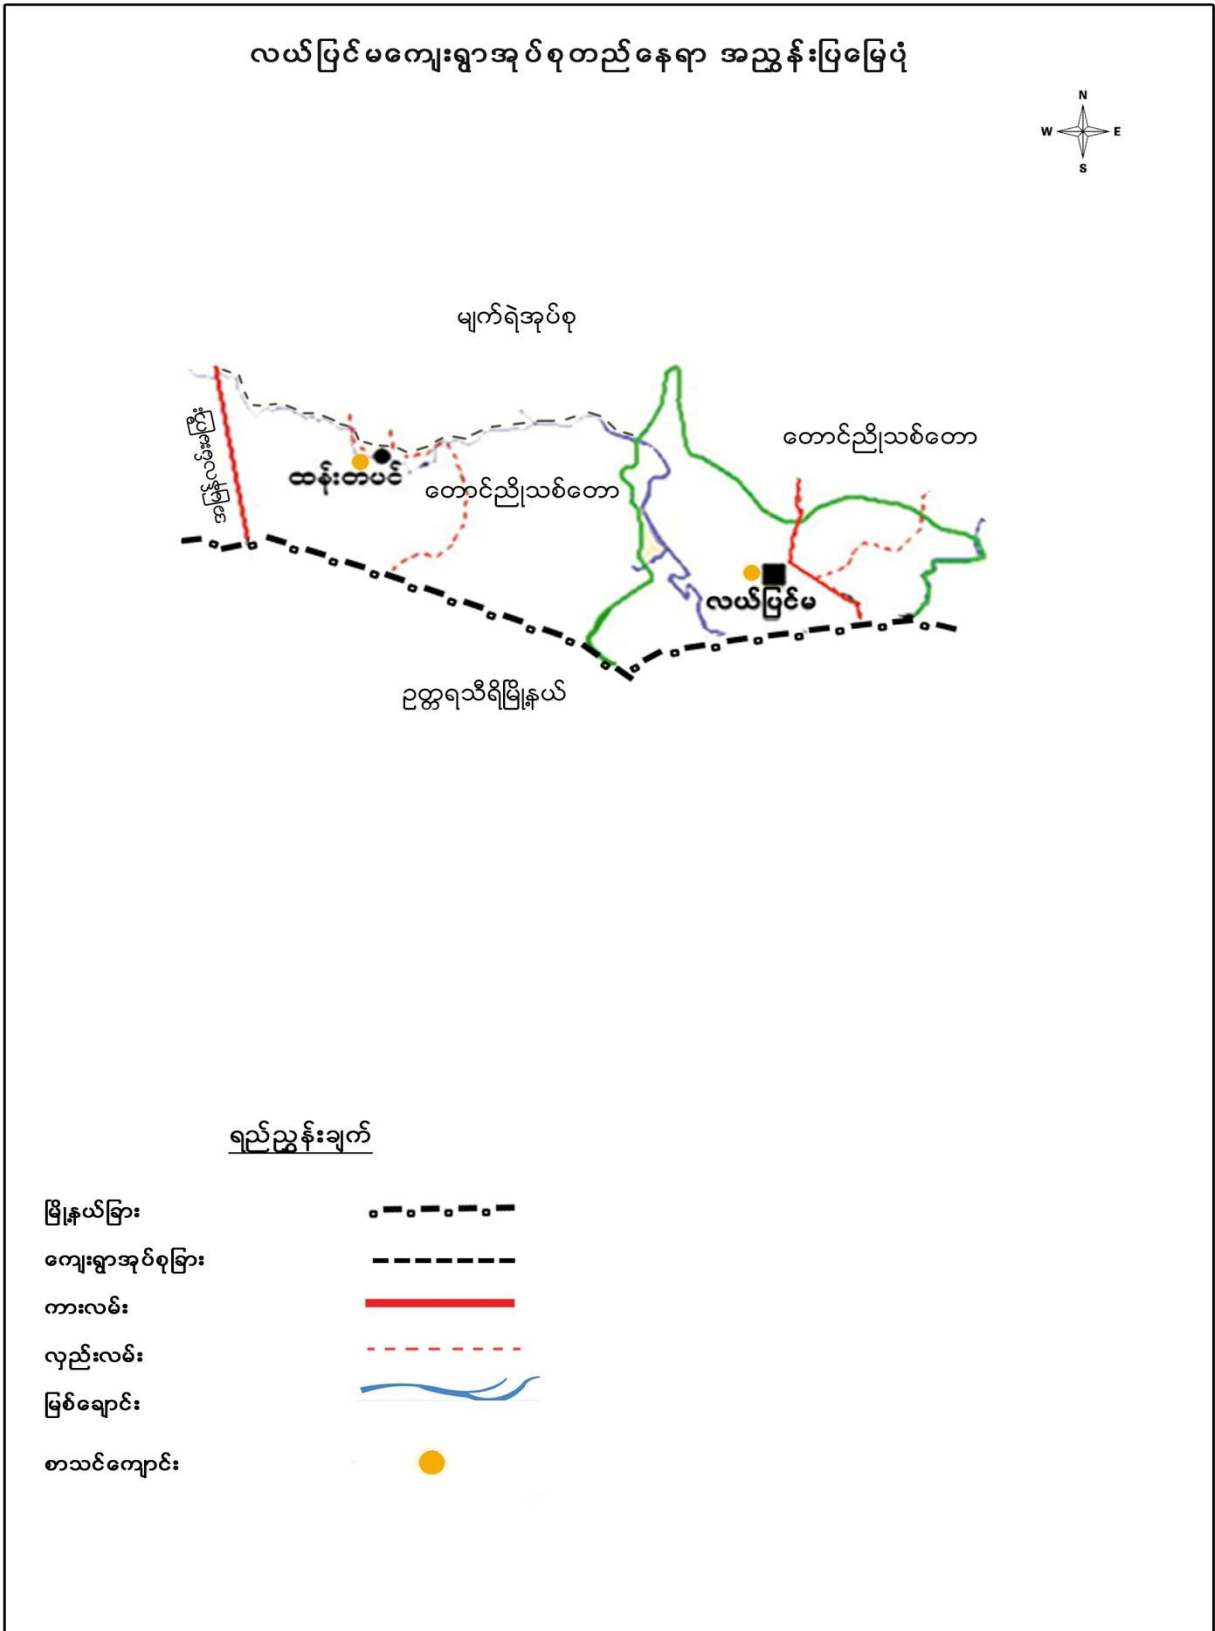 လယ်ပြင်မကျေးရွာအုပ်စုတည်နေရာ အညွှန်းပြမြေပုံ
N
W E
S
မျက်ရဲအုပ်စု
တောင်ညိုသစ်တော
ထန်းတပင်
တောင်ညိုသစ်တော
လယ်ပြင်မ
ဥတ္တရသီရိမြို့နယ်
ရည်ညွှန်းချက်
မြို့နယ်ခြား
ကျေးရွာအုပ်စုခြား
ကားလမ်း
လှည်းလမ်း
မြစ်ချောင်း
စာသင်ကျောင်း